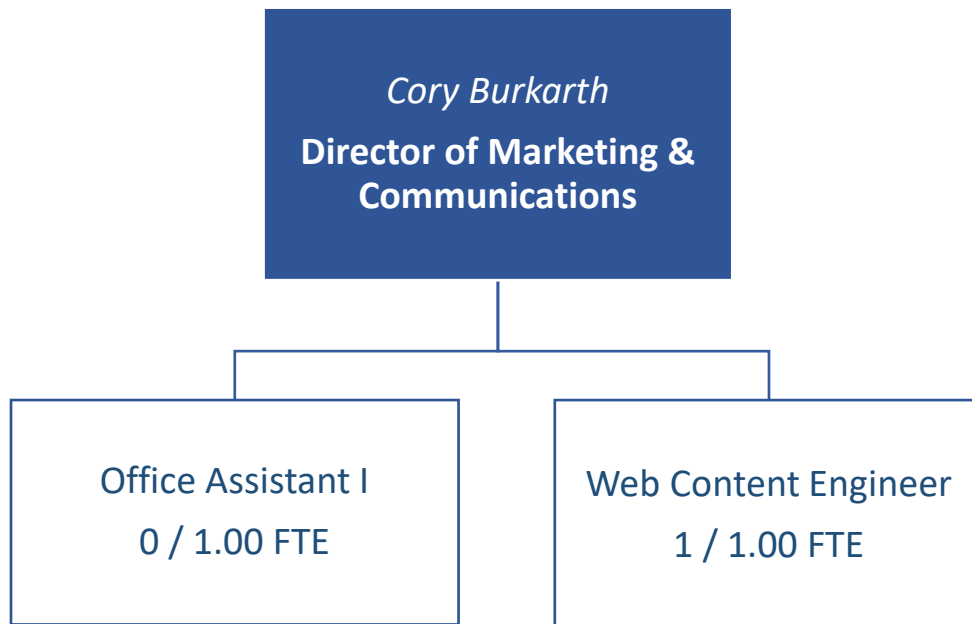 Cory Burkarth
Director of Marketing &
Communications
Office Assistant I
0 / 1.00 FTE
Web Content Engineer
1 / 1.00 FTE